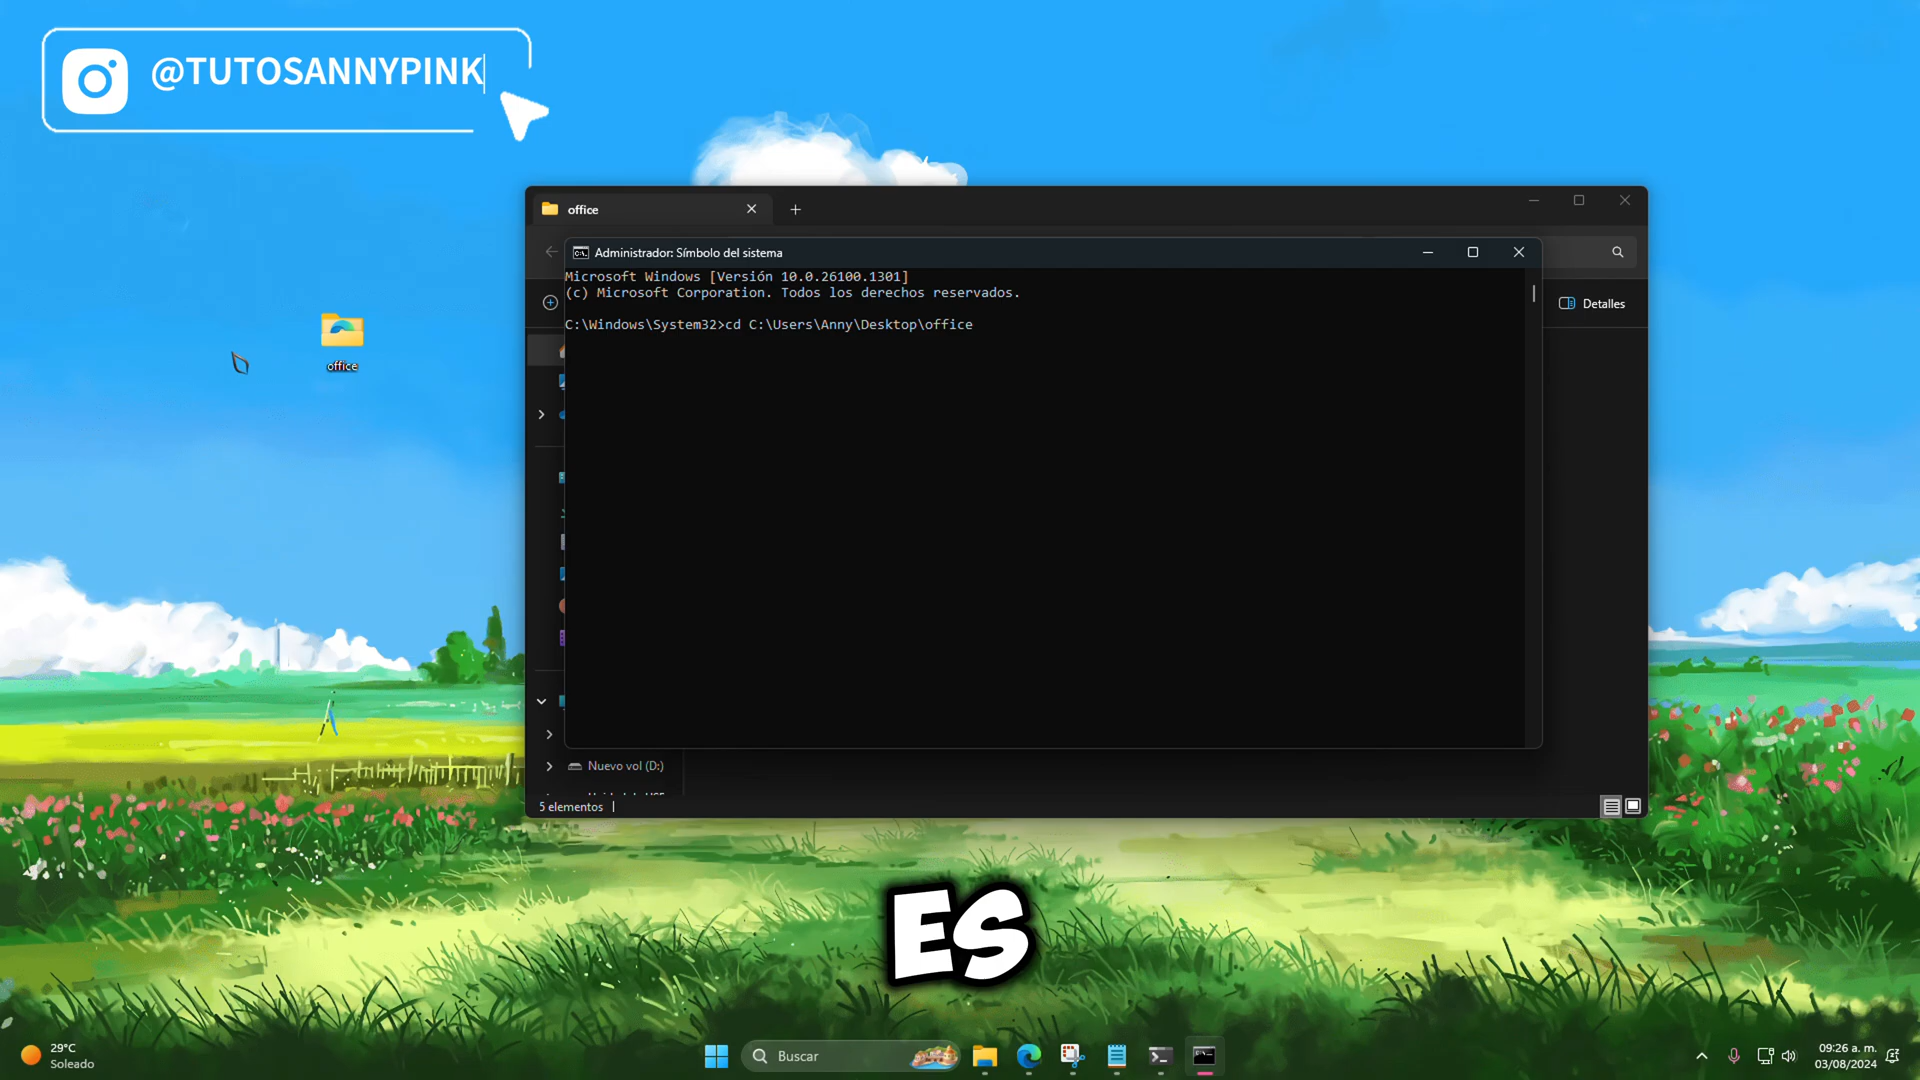 @TUTOSANNYPINK
office
Administrador: Símbolo del sistema
Microsoft Windows [Versión 10.0.26100.1301]
(c) Microsoft Corporation. Todos los derechos reservados.
C:\Windows\System32>cd C:\Users\Anny\Desktop\office
Detalles
office
Nuevo vol (D:)
5 elementos
ES
29°C
Soleado
Buscar
09:26 a. m.
03/08/2024